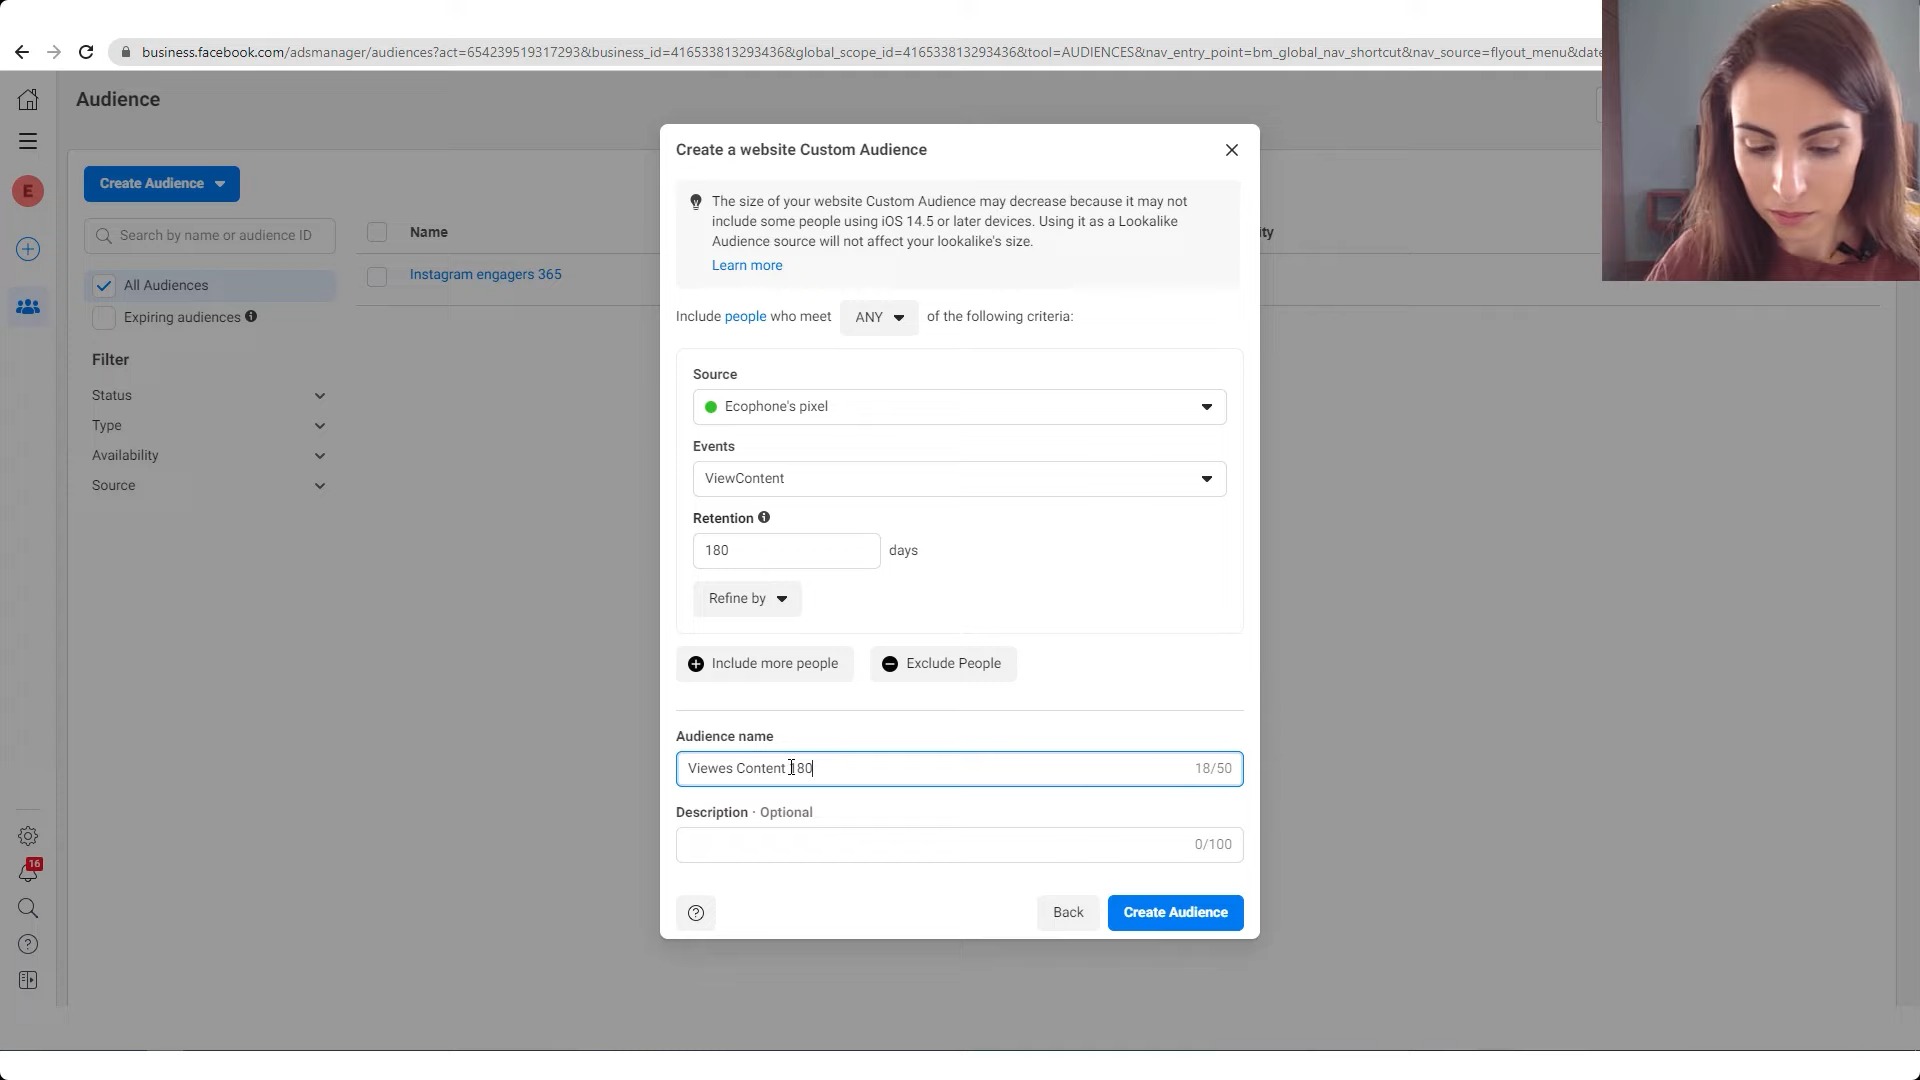 business.facebook.com/adsmanager/audiences?act=654239519317293&business_id=416533813293436&global_scope_id=416533813293436&tool=AUDIENCES&nav_entry_point=bm_global_nav_shortcut&nav_source=flyout_menu&date
Audience
E
16
Create Audience
Search by name or audience ID
All Audiences
Expiring audiences
Filter
Status
Type
Availability
Source
Name
ity
Instagram engagers 365
Create a website Custom Audience
The size of your website Custom Audience may decrease because it may not
include some people using iOS 14.5 or later devices. Using it as a Lookalike
Audience source will not affect your lookalike's size.
Learn more
Include people who meet ANY of the following criteria:
Source
Ecophone's pixel
Events
ViewContent
Retention
180 days
Refine by
Include more people Exclude People
Audience name
Viewes Content 180 18/50
Description · Optional
0/100
Back Create Audience